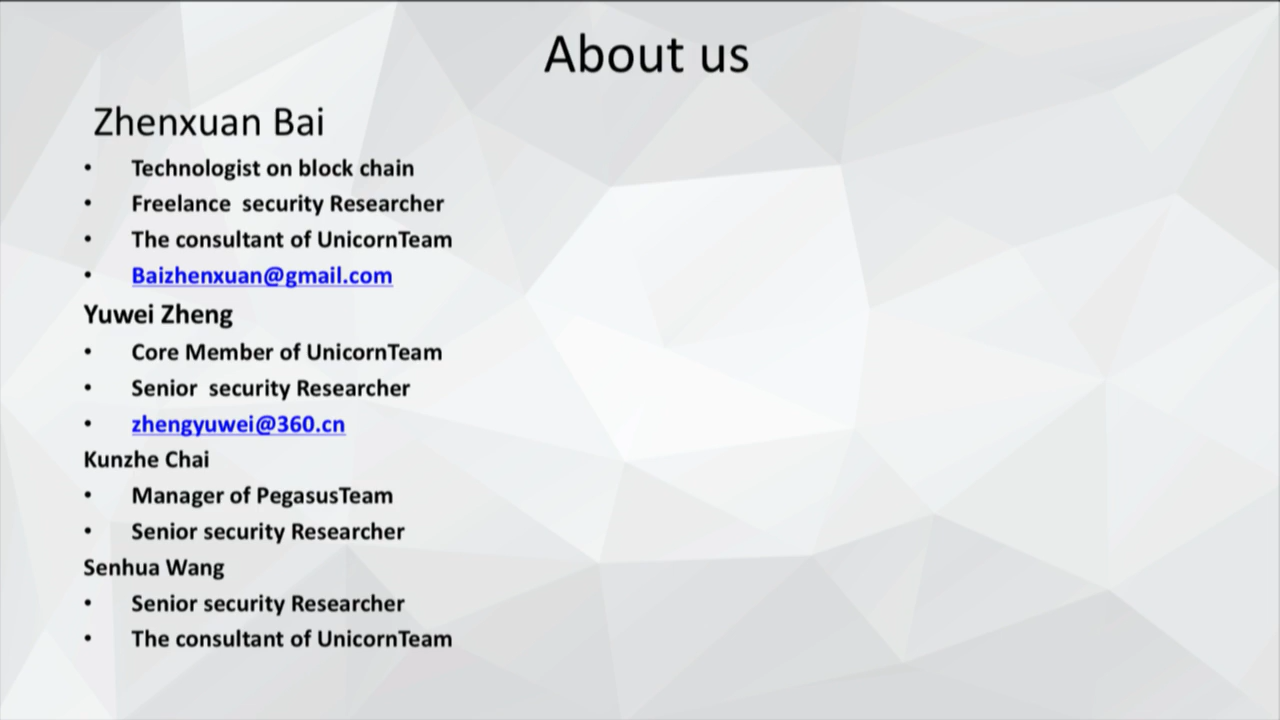 About us
Zhenxuan Bai
• Technologist on block chain
• Freelance  security Researcher
• The consultant of UnicornTeam
• Baizhenxuan@gmail.com
Yuwei Zheng
• Core Member of UnicornTeam
• Senior  security Researcher
• zhengyuwei@360.cn
Kunzhe Chai
• Manager of PegasusTeam
• Senior security Researcher
Senhua Wang
• Senior security Researcher
• The consultant of UnicornTeam